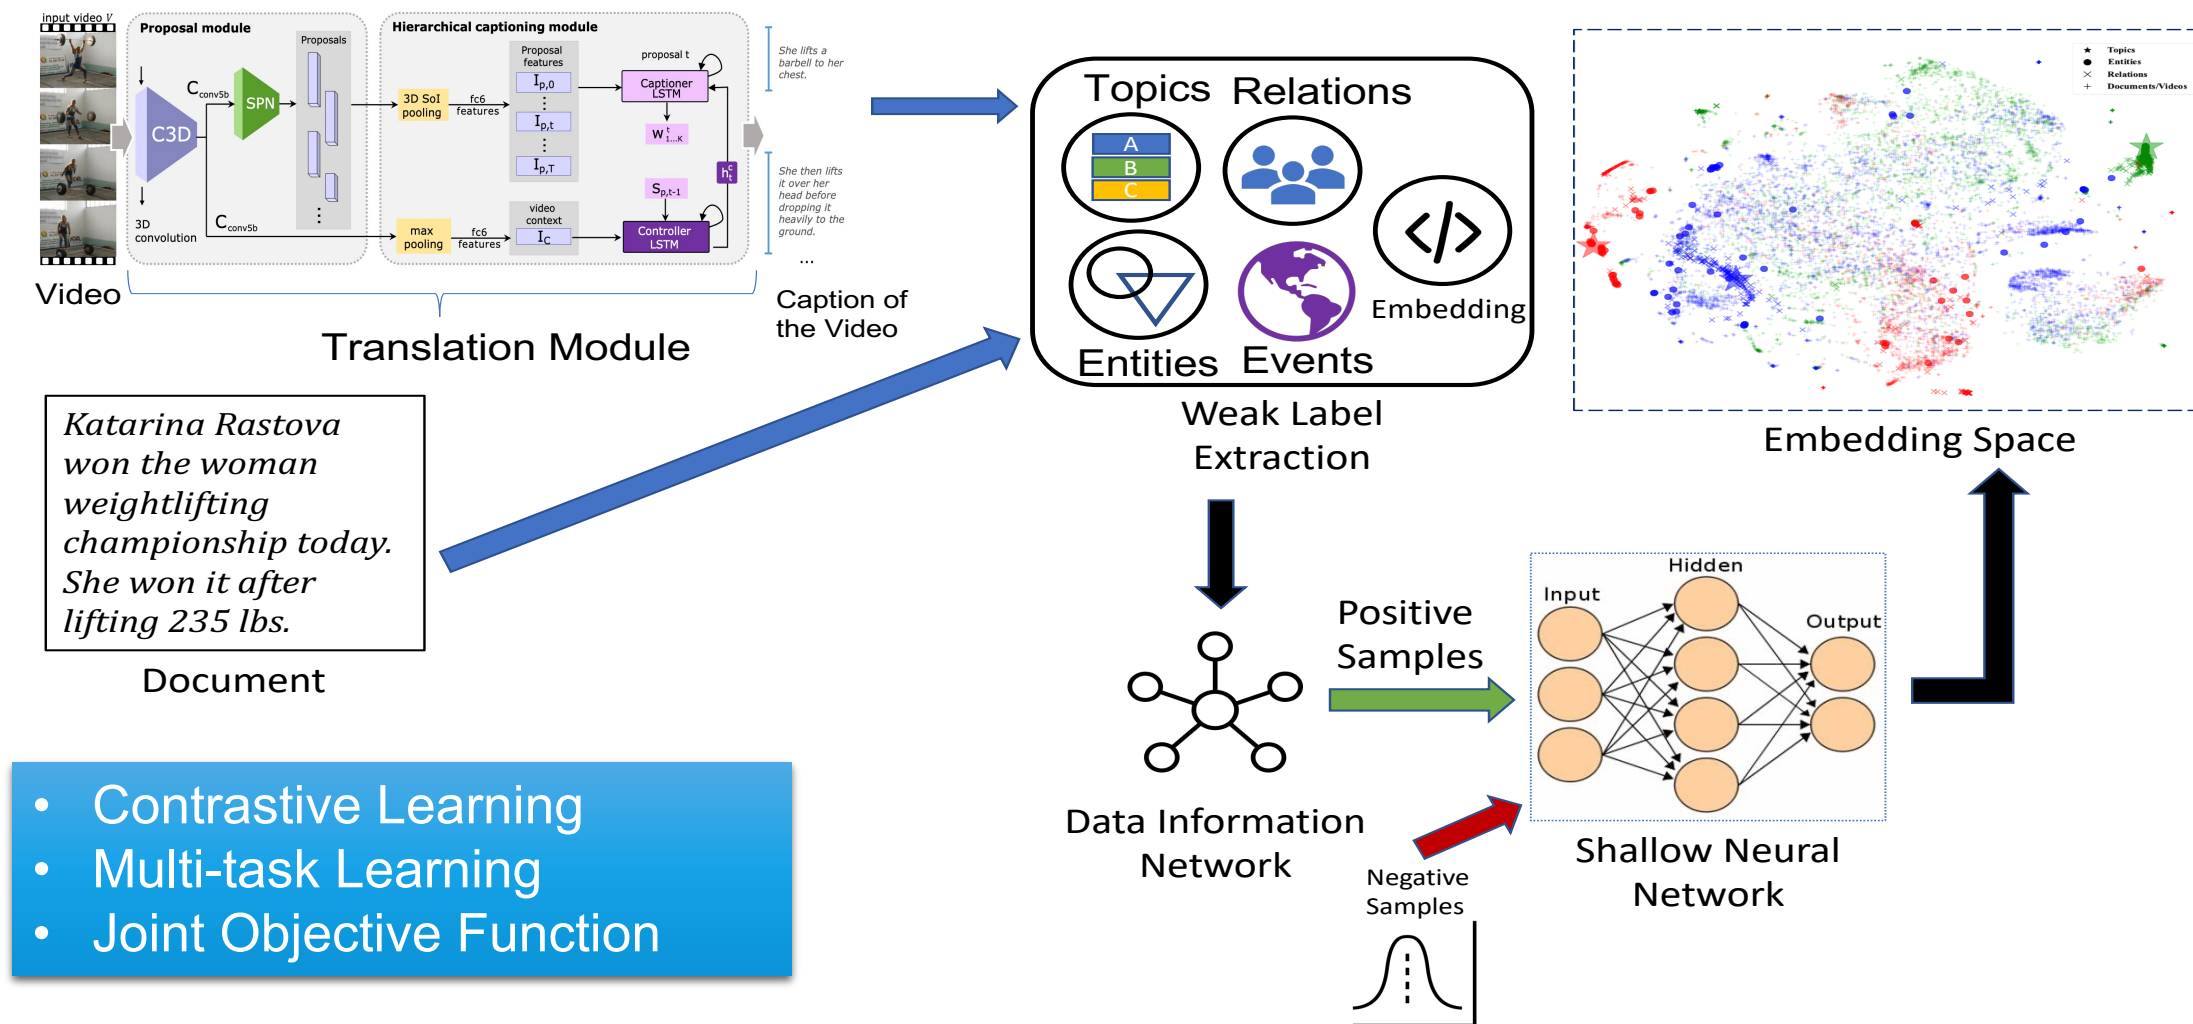 input video V
Proposal module
Proposals
C3D
C conv5b
SPN
3D
convolution
C conv5b
Hierarchical captioning module
3D SoI
pooling
fc6
features
Proposal
features
I p,0
I p,t
I p,T
proposal t
Captioner
LSTM
W t 1...K
h c t
S p,t-1
max
pooling
fc6
features
video
context
I C
Controller
LSTM
She lifts a
barbell to her
chest.
She then lifts
it over her
head before
dropping it
heavily to the
ground.
...
Video
Translation Module
Caption of
the Video
Katarina Rastova
won the woman
weightlifting
championship today.
She won it after
lifting 235 lbs.
Document
Topics
Relations
A
B
C
</>
Embedding
Entities
Events
Weak Label
Extraction
Topics
Entities
Relations
Documents/Videos
Embedding Space
Data Information
Network
Positive
Samples
Negative
Samples
Input
Hidden
Output
Shallow Neural
Network
• Contrastive Learning
• Multi-task Learning
• Joint Objective Function